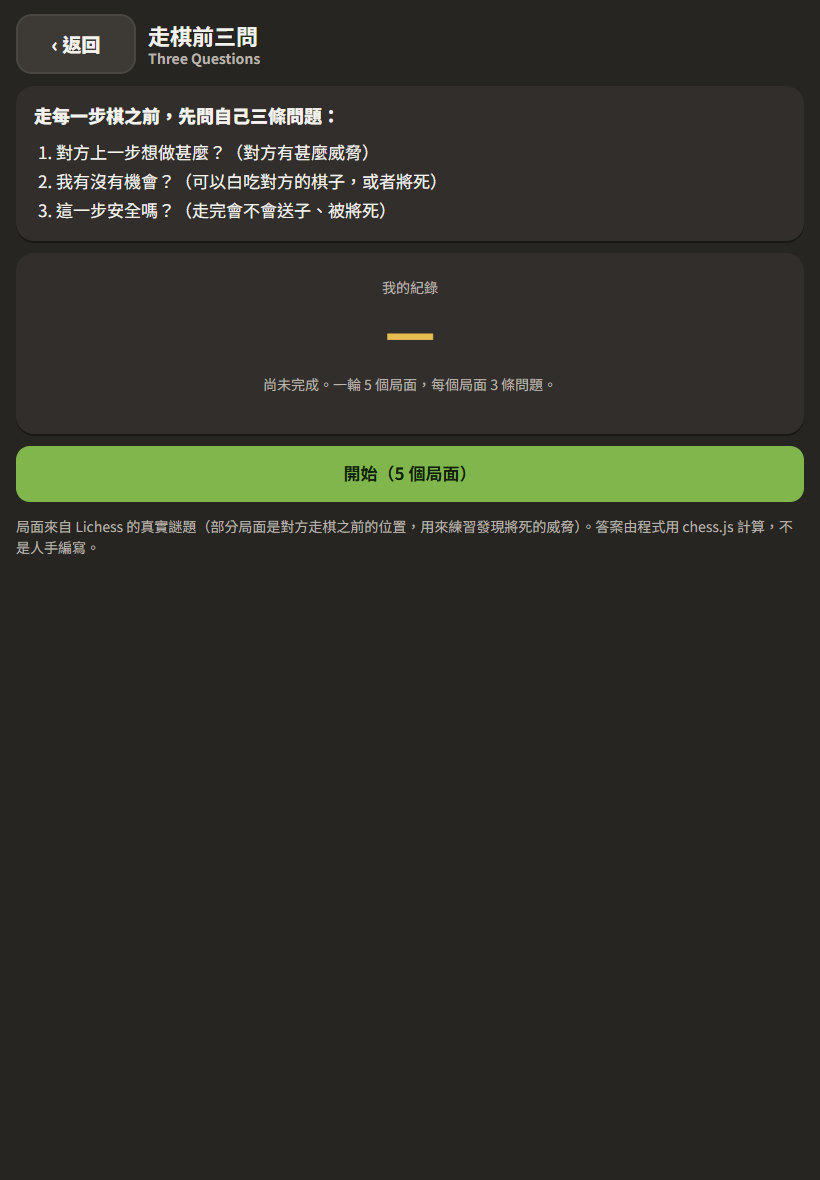 ‹ 返回
走棋前三問
Three Questions
走每一步棋之前，先問自己三條問題：
1. 對方上一步想做甚麼？（對方有甚麼威脅）
2. 我有沒有機會？（可以白吃對方的棋子，或者將死）
3. 這一步安全嗎？（走完會不會送子、被將死）
我的紀錄
—
尚未完成。一輪 5 個局面，每個局面 3 條問題。
開始（5 個局面）
局面來自 Lichess 的真實謎題（部分局面是對方走棋之前的位置，用來練習發現將死的威脅）。答案由程式用 chess.js 計算，不
是人手編寫。